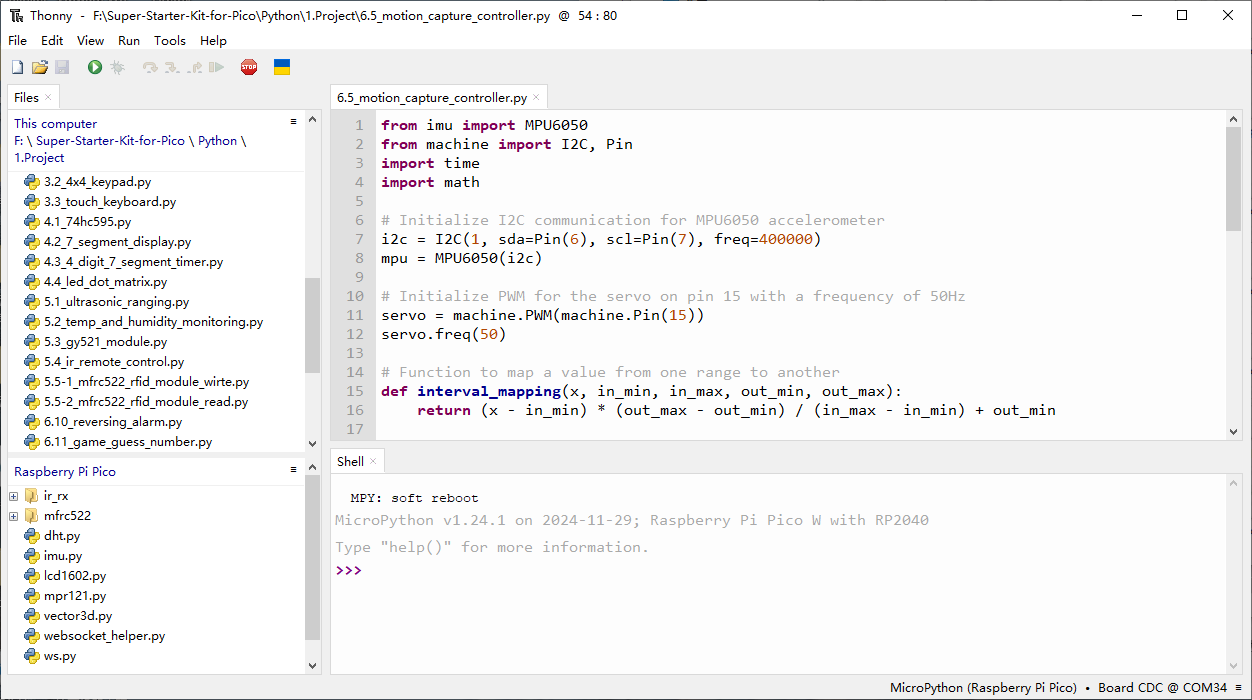 Thonny - F:\Super-Starter-Kit-for-Pico\Python\1.Project\6.5_motion_capture_controller.py @ 54 : 80
File Edit View Run Tools Help
STOP
Files ×
This computer ≡
F: \ Super-Starter-Kit-for-Pico \ Python \
1.Project
3.2_4x4_keypad.py
3.3_touch_keyboard.py
4.1_74hc595.py
4.2_7_segment_display.py
4.3_4_digit_7_segment_timer.py
4.4_led_dot_matrix.py
5.1_ultrasonic_ranging.py
5.2_temp_and_humidity_monitoring.py
5.3_gy521_module.py
5.4_ir_remote_control.py
5.5-1_mfrc522_rfid_module_wirte.py
5.5-2_mfrc522_rfid_module_read.py
6.10_reversing_alarm.py
6.11_game_guess_number.py
Raspberry Pi Pico ≡
ir_rx
mfrc522
dht.py
imu.py
lcd1602.py
mpr121.py
vector3d.py
websocket_helper.py
ws.py
6.5_motion_capture_controller.py ×
1 from imu import MPU6050
2 from machine import I2C, Pin
3 import time
4 import math
5
6 # Initialize I2C communication for MPU6050 accelerometer
7 i2c = I2C(1, sda=Pin(6), scl=Pin(7), freq=400000)
8 mpu = MPU6050(i2c)
9
10 # Initialize PWM for the servo on pin 15 with a frequency of 50Hz
11 servo = machine.PWM(machine.Pin(15))
12 servo.freq(50)
13
14 # Function to map a value from one range to another
15 def interval_mapping(x, in_min, in_max, out_min, out_max):
16     return (x - in_min) * (out_max - out_min) / (in_max - in_min) + out_min
17
Shell ×
MPY: soft reboot
MicroPython v1.24.1 on 2024-11-29; Raspberry Pi Pico W with RP2040
Type "help()" for more information.
>>>
MicroPython (Raspberry Pi Pico) • Board CDC @ COM34 ≡